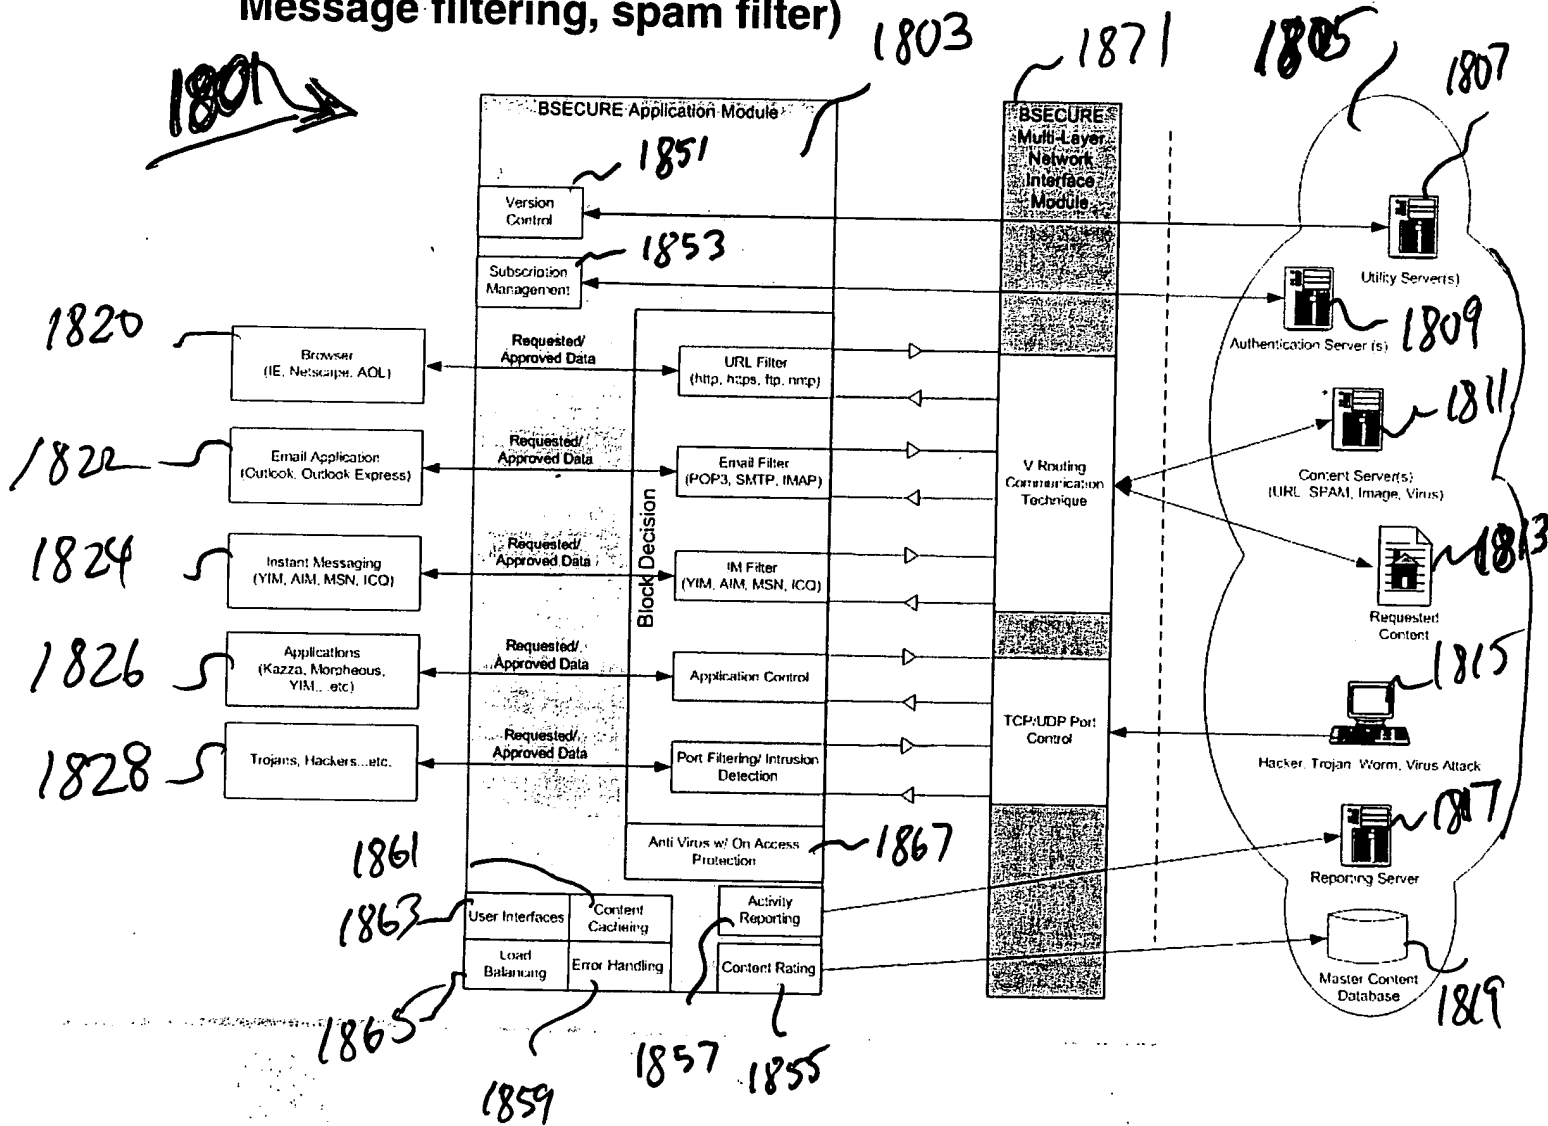 Message filtering, spam filter)
1801
1803
1871
1805
1807
BSECURE Application Module
BSECURE
Multi-Layer
Network
Interface
Module
1851
Version
Control
1853
Subscription
Management
Utility Server(s)
1809
Authentication Server (s)
1820
Browser
(IE, Netscape, AOL)
Requested/
Approved Data
URL Filter
(http, https, ftp, nntp)
1811
Content Server(s)
(URL, SPAM, Image, Virus)
1822
Email Application
(Outlook, Outlook Express)
Requested/
Approved Data
Email Filter
(POP3, SMTP, IMAP)
V Routing
Communication
Technique
Block Decision
1813
Requested
Content
1824
Instant Messaging
(YIM, AIM, MSN, ICQ)
Requested/
Approved Data
IM Filter
(YIM, AIM, MSN, ICQ)
1826
Applications
(Kazza, Morpheous,
YIM... etc)
Requested/
Approved Data
Application Control
1815
Hacker, Trojan, Worm, Virus Attack
1828
Trojans, Hackers...etc.
Requested/
Approved Data
Port Filtering/ Intrusion
Detection
TCP/UDP Port
Control
1817
Reporting Server
Anti Virus w/ On Access
Protection
1867
1861
1863
User Interfaces
Content
Cacheing
Activity
Reporting
Load
Balancing
Error Handling
Content Rating
Master Content
Database
1819
1865
1859
1857
1855